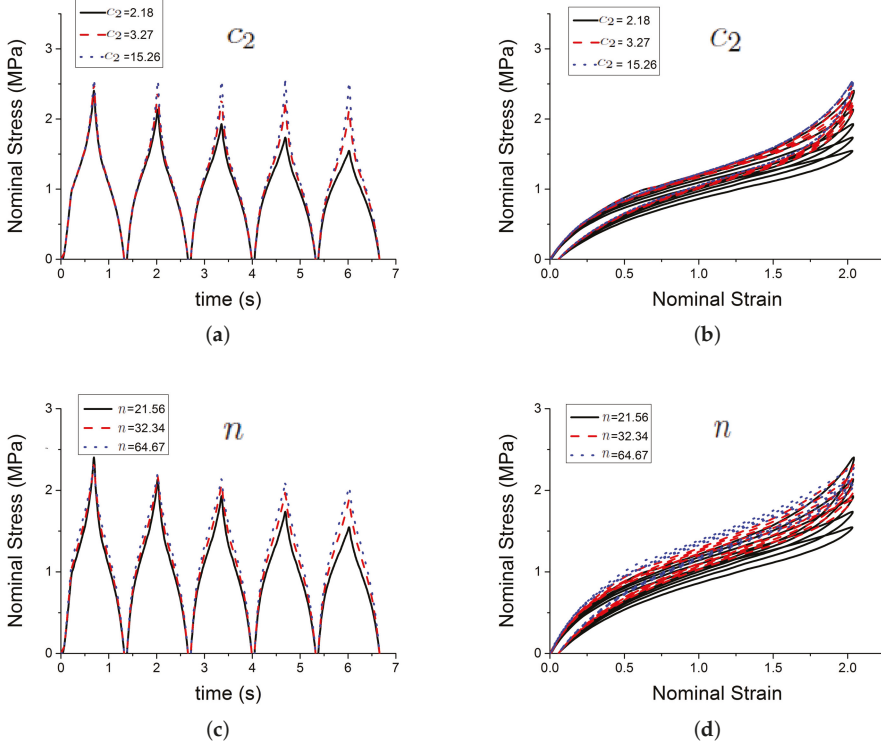 c2 = 2.18
c2 = 3.27
c2 = 15.26
c2
Nominal Stress (MPa)
3
2
1
0
0 1 2 3 4 5 6 7
time (s)
(a)
c2 = 2.18
c2 = 3.27
c2 = 15.26
c2
Nominal Stress (MPa)
3
2
1
0
0.0 0.5 1.0 1.5 2.0
Nominal Strain
(b)
n=21.56
n=32.34
n=64.67
n
Nominal Stress (MPa)
3
2
1
0
0 1 2 3 4 5 6 7
time (s)
(c)
n=21.56
n=32.34
n=64.67
n
Nominal Stress (MPa)
3
2
1
0
0.0 0.5 1.0 1.5 2.0
Nominal Strain
(d)